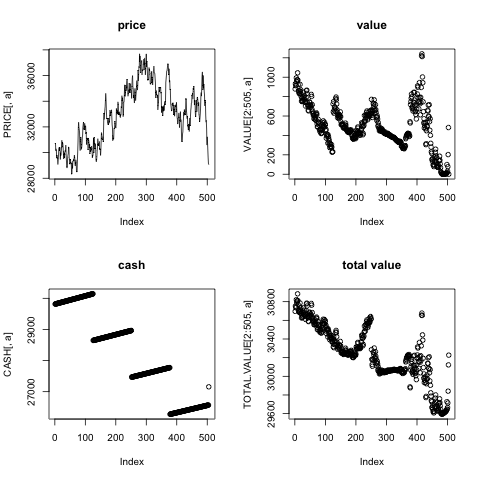 price
PRICE[, a]
28000 32000 36000
0 100 200 300 400 500
Index
value
VALUE[2:505, a]
0 200 600 1000
0 100 200 300 400 500
Index
cash
CASH[, a]
27000 29000
0 100 200 300 400 500
Index
total value
TOTAL.VALUE[2:505, a]
29600 30000 30400 30800
0 100 200 300 400 500
Index